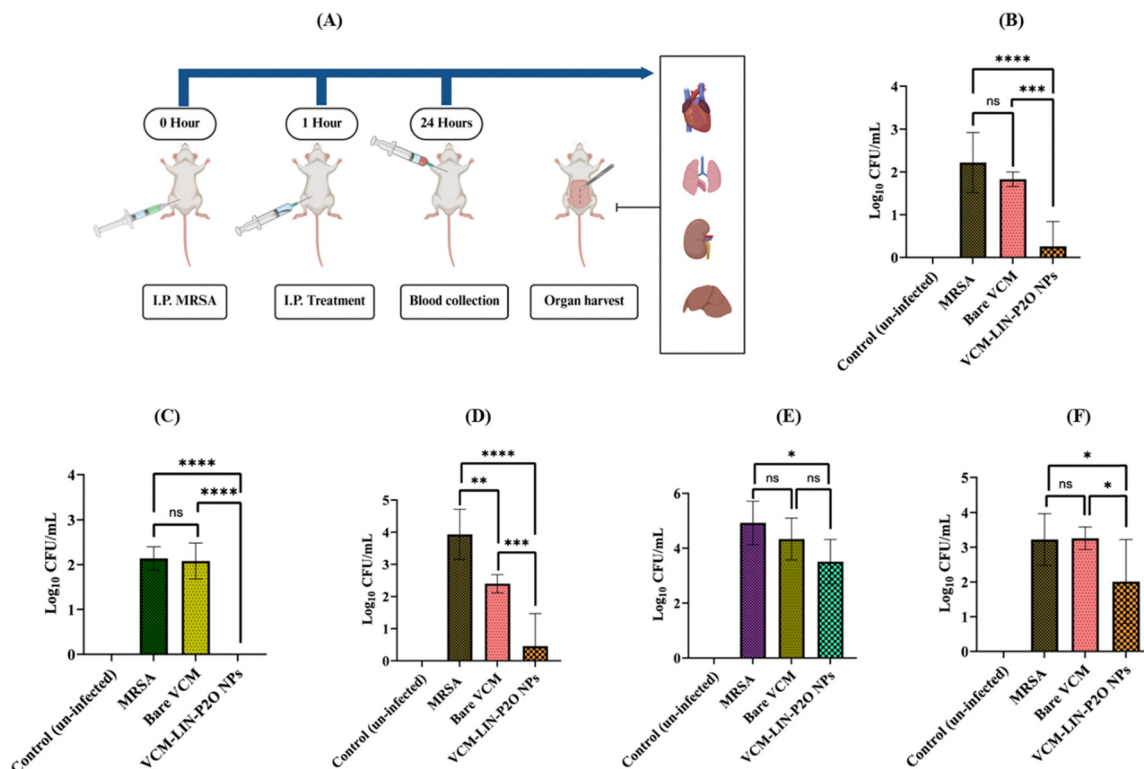 (A)
0 Hour
1 Hour
24 Hours
I.P. MRSA
I.P. Treatment
Blood collection
Organ harvest
(B)
****
***
ns
Log₁₀ CFU/mL
5
4
3
2
1
0
Control (un-infected)
MRSA
Bare VCM
VCM-LIN-P2O NPs
(C)
****
****
ns
Log₁₀ CFU/mL
4
3
2
1
0
Control (un-infected)
MRSA
Bare VCM
VCM-LIN-P2O NPs
(D)
****
**
***
Log₁₀ CFU/mL
5
4
3
2
1
0
Control (un-infected)
MRSA
Bare VCM
VCM-LIN-P2O NPs
(E)
*
ns
ns
Log₁₀ CFU/mL
6
4
2
0
Control (un-infected)
MRSA
Bare VCM
VCM-LIN-P2O NPs
(F)
*
ns
*
Log₁₀ CFU/mL
5
4
3
2
1
0
Control (un-infected)
MRSA
Bare VCM
VCM-LIN-P2O NPs